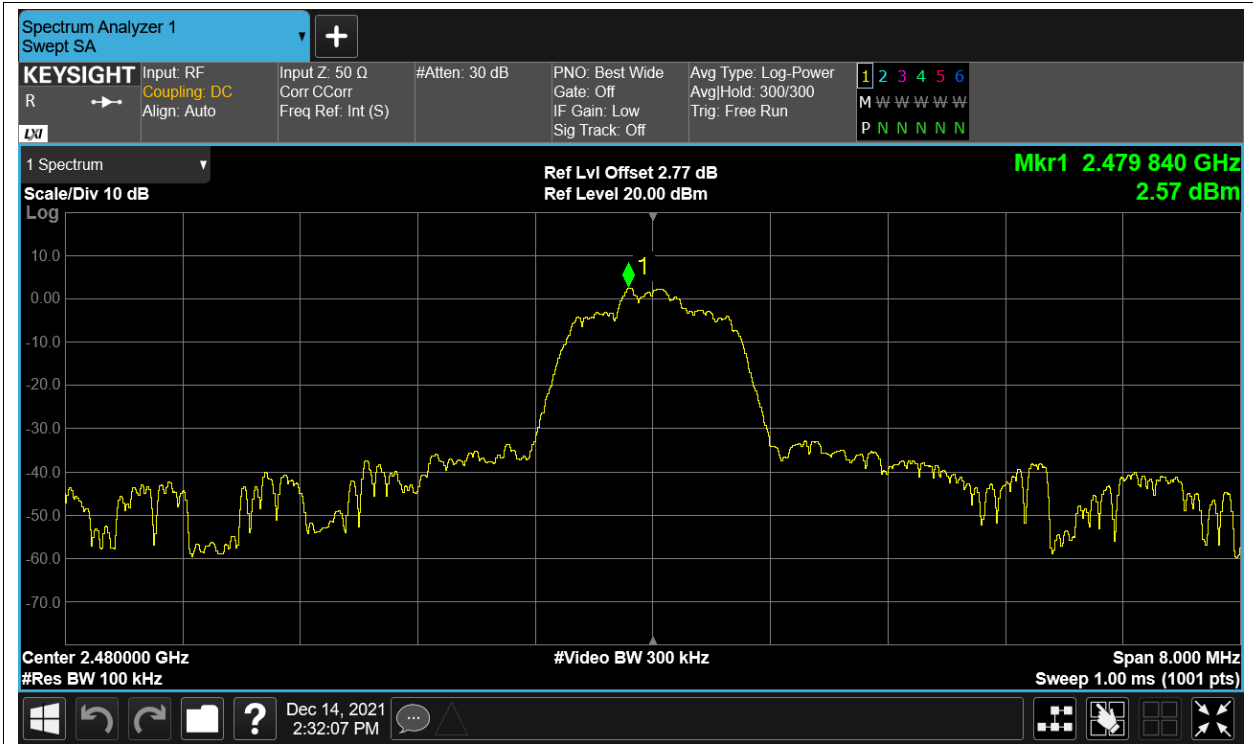 Spectrum Analyzer 1
Swept SA
+
KEYSIGHT
R
LXI
Input: RF
Coupling: DC
Align: Auto
Input Z: 50 Ω
Corr CCorr
Freq Ref: Int (S)
#Atten: 30 dB
PNO: Best Wide
Gate: Off
IF Gain: Low
Sig Track: Off
Avg Type: Log-Power
Avg|Hold: 300/300
Trig: Free Run
1 2 3 4 5 6
M W W W W W
P N N N N N
1 Spectrum
Scale/Div 10 dB
Log
Ref Lvl Offset 2.77 dB
Ref Level 20.00 dBm
Mkr1 2.479 840 GHz
2.57 dBm
1
10.0
0.00
-10.0
-20.0
-30.0
-40.0
-50.0
-60.0
-70.0
Center 2.480000 GHz
#Res BW 100 kHz
#Video BW 300 kHz
Span 8.000 MHz
Sweep 1.00 ms (1001 pts)
?
Dec 14, 2021
2:32:07 PM